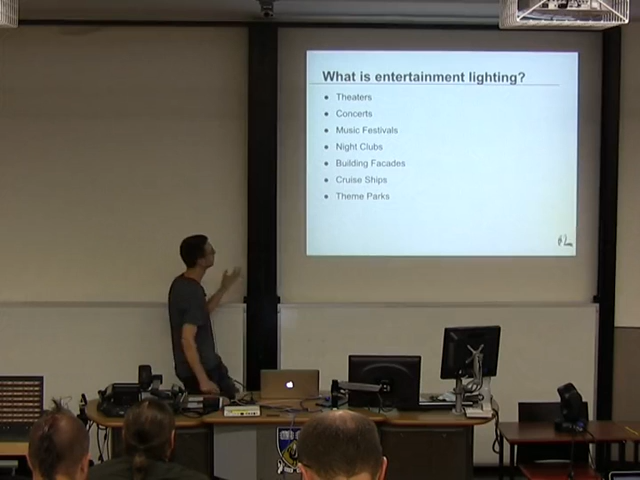 What is entertainment lighting?
● Theaters
● Concerts
● Music Festivals
● Night Clubs
● Building Facades
● Cruise Ships
● Theme Parks